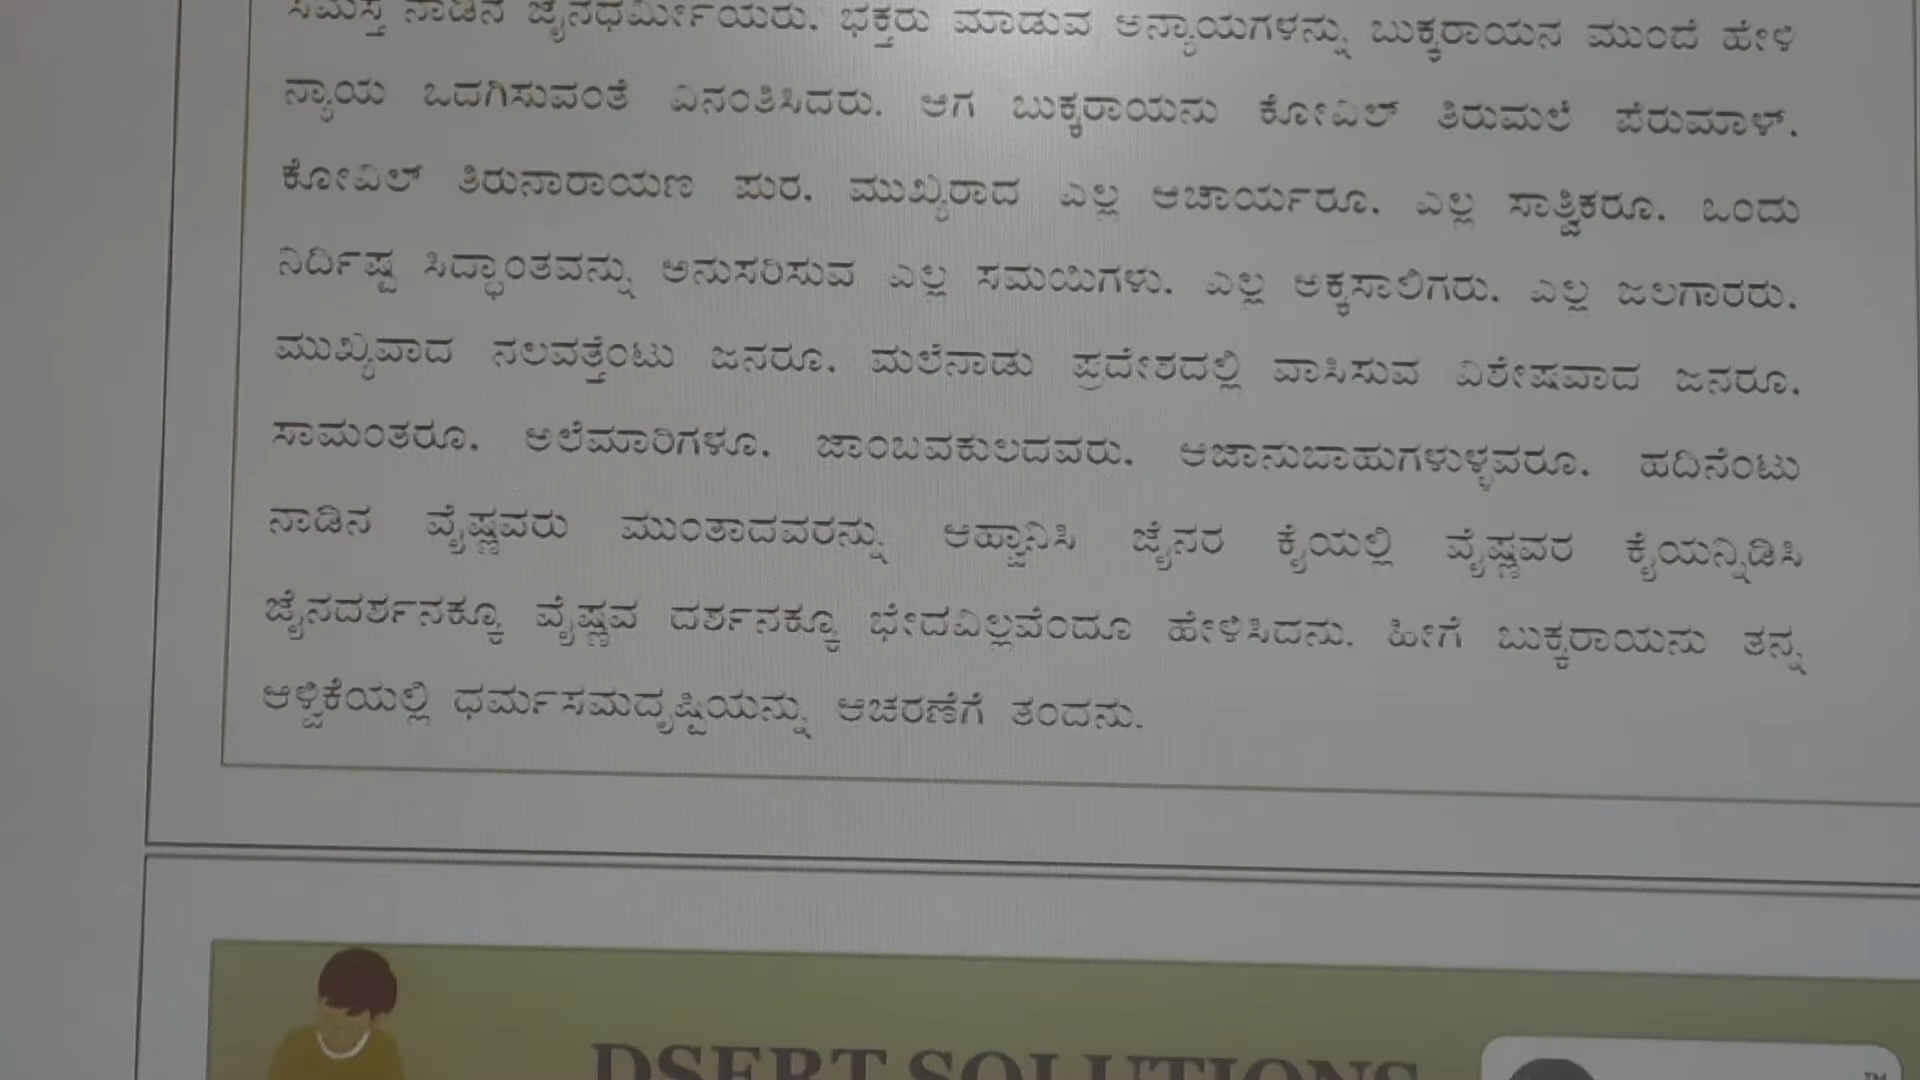 ಸಮಸ್ತ ನಾಡಿನ ಜೈನಧರ್ಮೀಯರು. ಭಕ್ತರು ಮಾಡುವ ಅನ್ಯಾಯಗಳನ್ನು ಬುಕ್ಕರಾಯನ ಮುಂದೆ ಹೇಳಿ
ನ್ಯಾಯ ಒದಗಿಸುವಂತೆ ವಿನಂತಿಸಿದರು. ಆಗ ಬುಕ್ಕರಾಯನು ಕೋವಿಲ್ ತಿರುಮಲೆ ಪೆರುಮಾಳ್.
ಕೋವಿಲ್ ತಿರುನಾರಾಯಣ ಪುರ. ಮುಖ್ಯರಾದ ಎಲ್ಲ ಆಚಾರ್ಯರೂ. ಎಲ್ಲ ಸಾತ್ವಿಕರೂ. ಒಂದು
ನಿರ್ದಿಷ್ಟ ಸಿದ್ಧಾಂತವನ್ನು ಅನುಸರಿಸುವ ಎಲ್ಲ ಸಮಯಿಗಳು. ಎಲ್ಲ ಅಕ್ಕಸಾಲಿಗರು. ಎಲ್ಲ ಜಲಗಾರರು.
ಮುಖ್ಯವಾದ ನಲವತ್ತೆಂಟು ಜನರೂ. ಮಲೆನಾಡು ಪ್ರದೇಶದಲ್ಲಿ ವಾಸಿಸುವ ವಿಶೇಷವಾದ ಜನರೂ.
ಸಾಮಂತರೂ. ಅಲೆಮಾರಿಗಳೂ. ಜಾಂಬವಕುಲದವರು. ಆಜಾನುಬಾಹುಗಳುಳ್ಳವರೂ. ಹದಿನೆಂಟು
ನಾಡಿನ ವೈಷ್ಣವರು ಮುಂತಾದವರನ್ನು ಆಹ್ವಾನಿಸಿ ಜೈನರ ಕೈಯಲ್ಲಿ ವೈಷ್ಣವರ ಕೈಯನ್ನಿಡಿಸಿ
ಜೈನದರ್ಶನಕ್ಕೂ ವೈಷ್ಣವ ದರ್ಶನಕ್ಕೂ ಭೇದವಿಲ್ಲವೆಂದೂ ಹೇಳಿಸಿದನು. ಹೀಗೆ ಬುಕ್ಕರಾಯನು ತನ್ನ
ಆಳ್ವಿಕೆಯಲ್ಲಿ ಧರ್ಮಸಮದೃಷ್ಟಿಯನ್ನು ಆಚರಣೆಗೆ ತಂದನು.
DSERT SOLUTIONS
TM